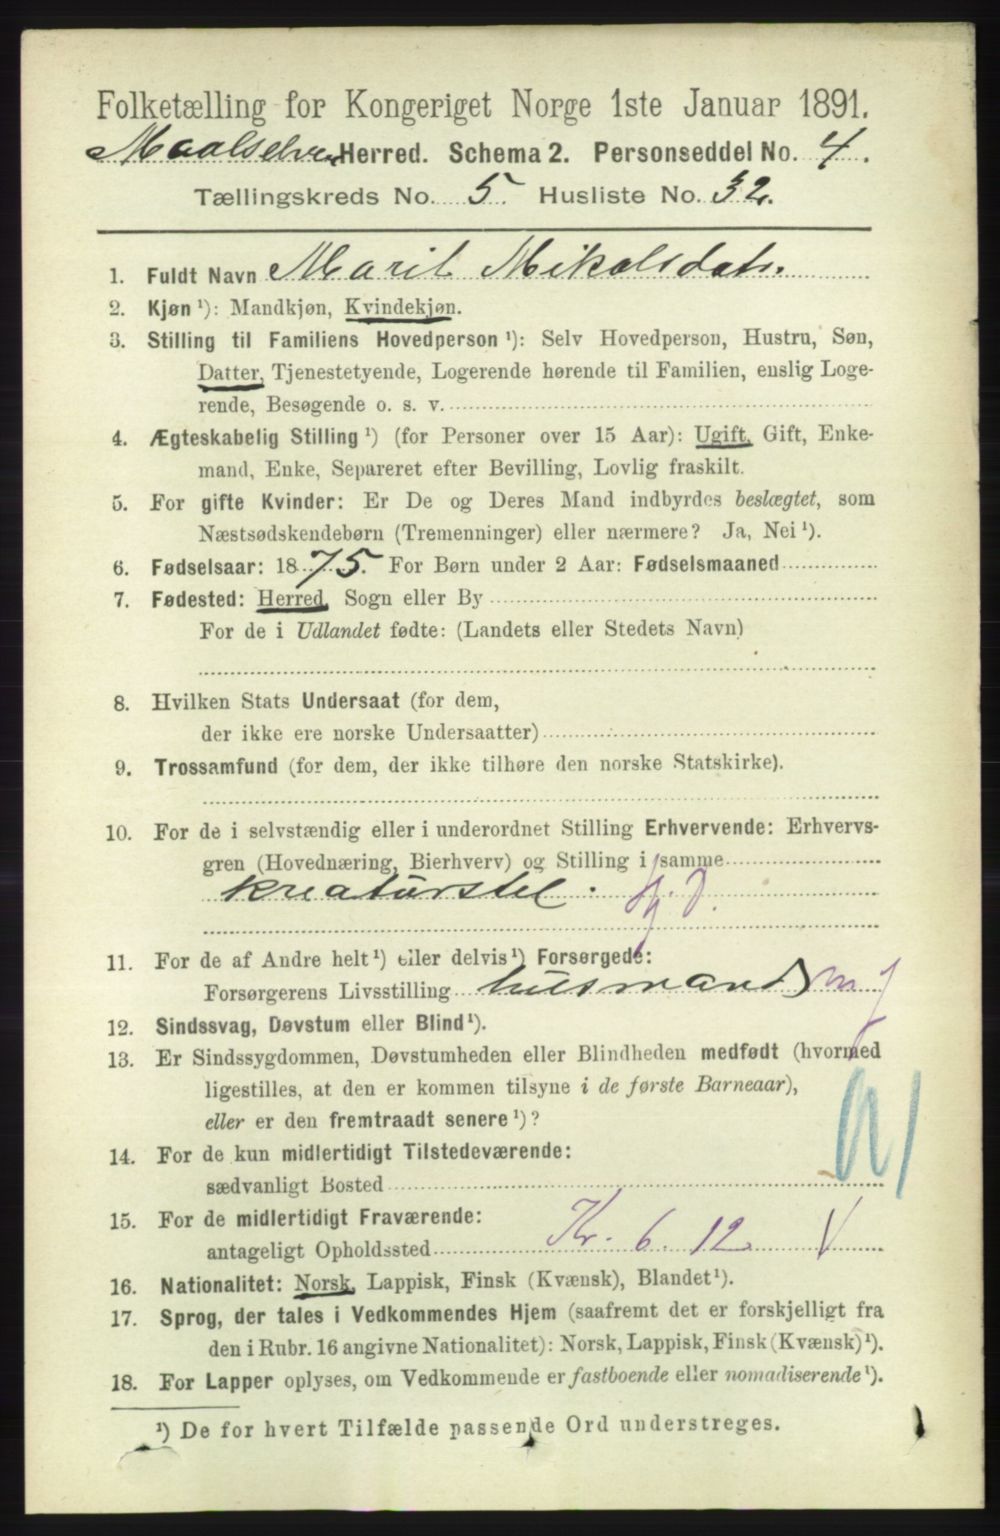 Folketælling for Kongeriget Norge 1ste Januar 1891.
Maalselven Herred. Schema 2. Personseddel No. 4.
Tællingskreds No. 5. Husliste No. 32.
1. Fuldt Navn Marit Mikalsdatr.
2. Kjøn ¹): Mandkjøn, Kvindekjøn.
3. Stilling til Familiens Hovedperson ¹): Selv Hovedperson, Hustru, Søn,
Datter, Tjenestetyende, Logerende hørende til Familien, enslig Loge-
rende, Besøgende o. s. v.
4. Ægteskabelig Stilling ¹) (for Personer over 15 Aar): Ugift, Gift, Enke-
mand, Enke, Separeret efter Bevilling, Lovlig fraskilt.
5. For gifte Kvinder: Er De og Deres Mand indbyrdes beslægtet, som
Næstsødskendebørn (Tremenninger) eller nærmere? Ja, Nei ¹).
6. Fødselsaar: 1875. For Børn under 2 Aar: Fødselsmaaned
7. Fødested: Herred, Sogn eller By
For de i Udlandet fødte: (Landets eller Stedets Navn)
8. Hvilken Stats Undersaat (for dem,
der ikke ere norske Undersaatter)
9. Trossamfund (for dem, der ikke tilhøre den norske Statskirke).
10. For de i selvstændig eller i underordnet Stilling Erhvervende: Erhvervs-
gren (Hovednæring, Bierhverv) og Stilling i samme
kreaturstel.
11. For de af Andre helt ¹) eller delvis ¹) Forsørgede:
Forsørgerens Livsstilling husmand
12. Sindssvag, Døvstum eller Blind ¹).
13. Er Sindssygdommen, Døvstumheden eller Blindheden medfødt (hvormed
ligestilles, at den er kommen tilsyne i de første Barneaar),
eller er den fremtraadt senere ¹)?
14. For de kun midlertidigt Tilstedeværende:
sædvanligt Bosted
15. For de midlertidigt Fraværende:
antageligt Opholdssted Kr. 6. 12
16. Nationalitet: Norsk, Lappisk, Finsk (Kvænsk), Blandet ¹).
17. Sprog, der tales i Vedkommendes Hjem (saafremt det er forskjelligt fra
den i Rubr. 16 angivne Nationalitet): Norsk, Lappisk, Finsk (Kvænsk) ¹).
18. For Lapper oplyses, om Vedkommende er fastboende eller nomadiserende ¹).
¹) De for hvert Tilfælde passende Ord understreges.